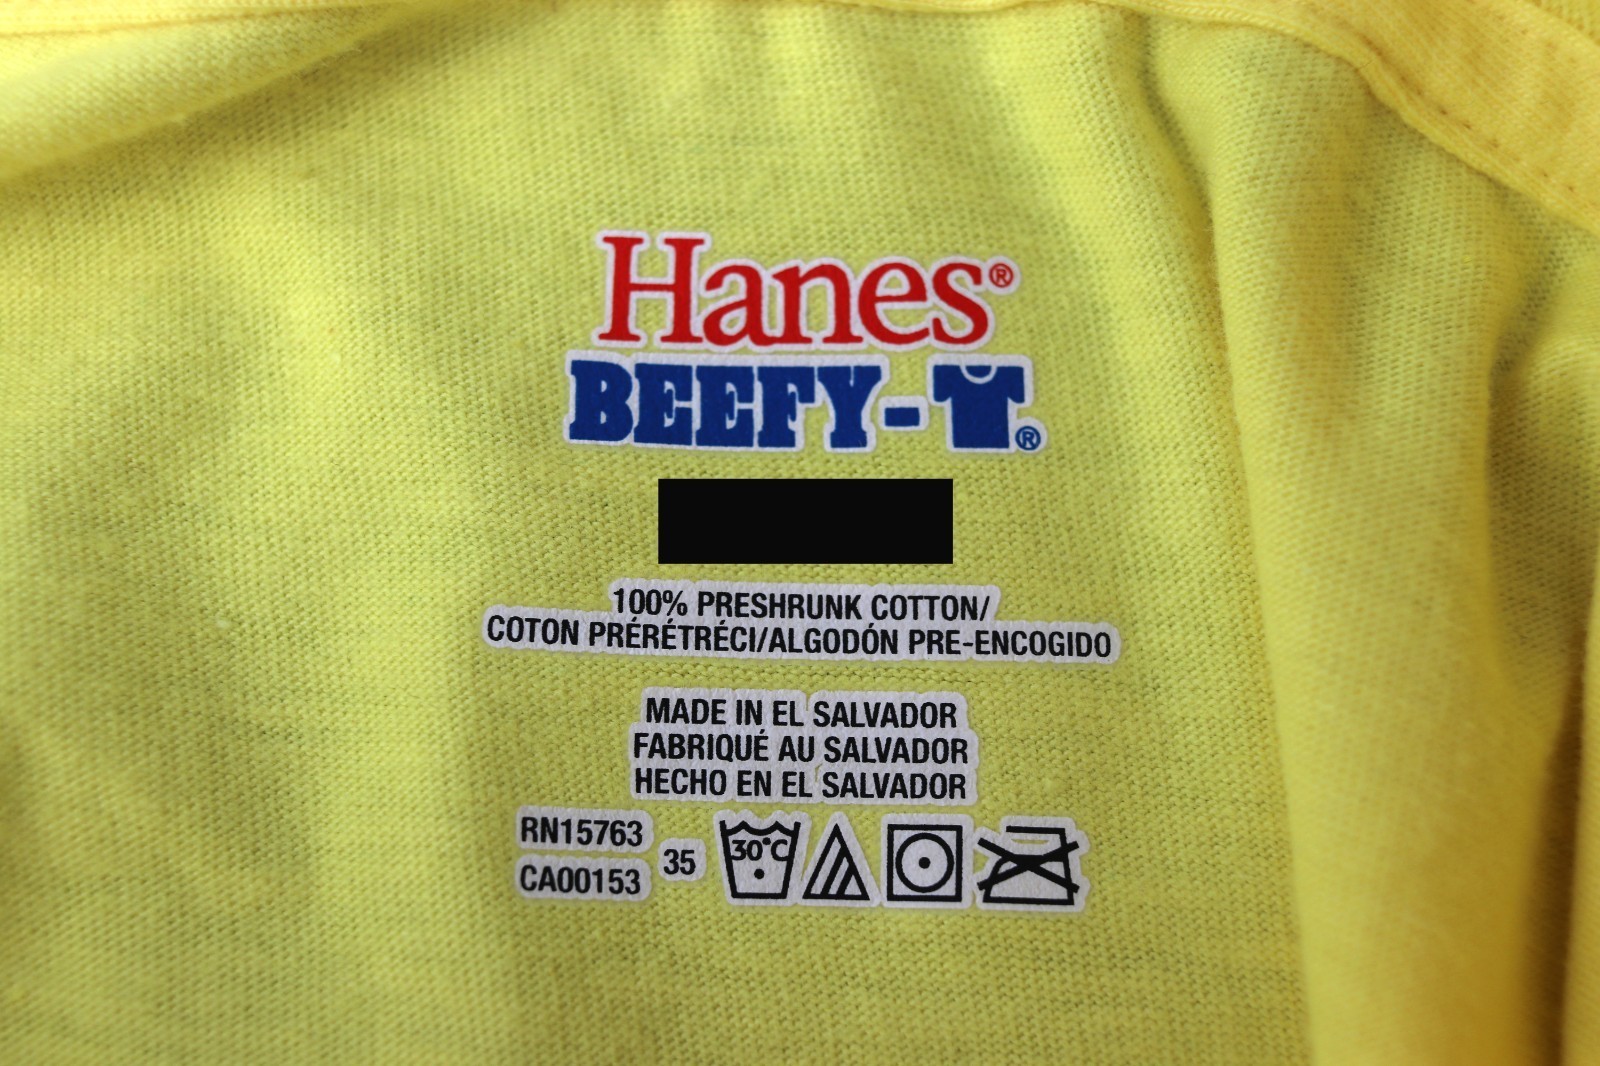 Hanes®
BEEFY-T®
100% PRESHRUNK COTTON/
COTON PRÉRÉTRÉCI/ALGODÓN PRE-ENCOGIDO
MADE IN EL SALVADOR
FABRIQUÉ AU SALVADOR
HECHO EN EL SALVADOR
RN15763
CA00153
35
30°C